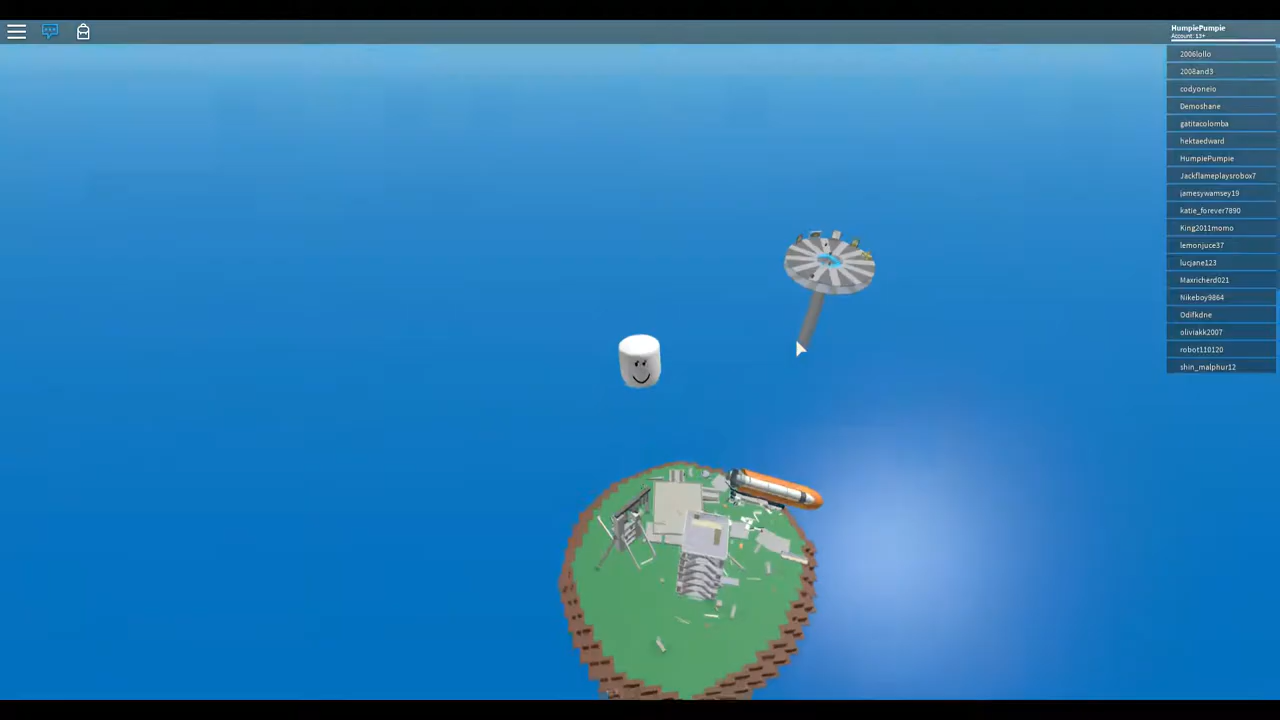 HumpiePumpie
Account: 13+
2006lollo
2008and3
codyoneio
Demoshane
gatitacolomba
hektaedward
HumpiePumpie
Jackflameplaysrobox7
jamesywamsey19
katie_forever7890
King2011momo
lemonjuce37
lucjane123
Maxricherd021
Nikeboy9864
Odifkdne
oliviakk2007
robot110120
shin_malphur12